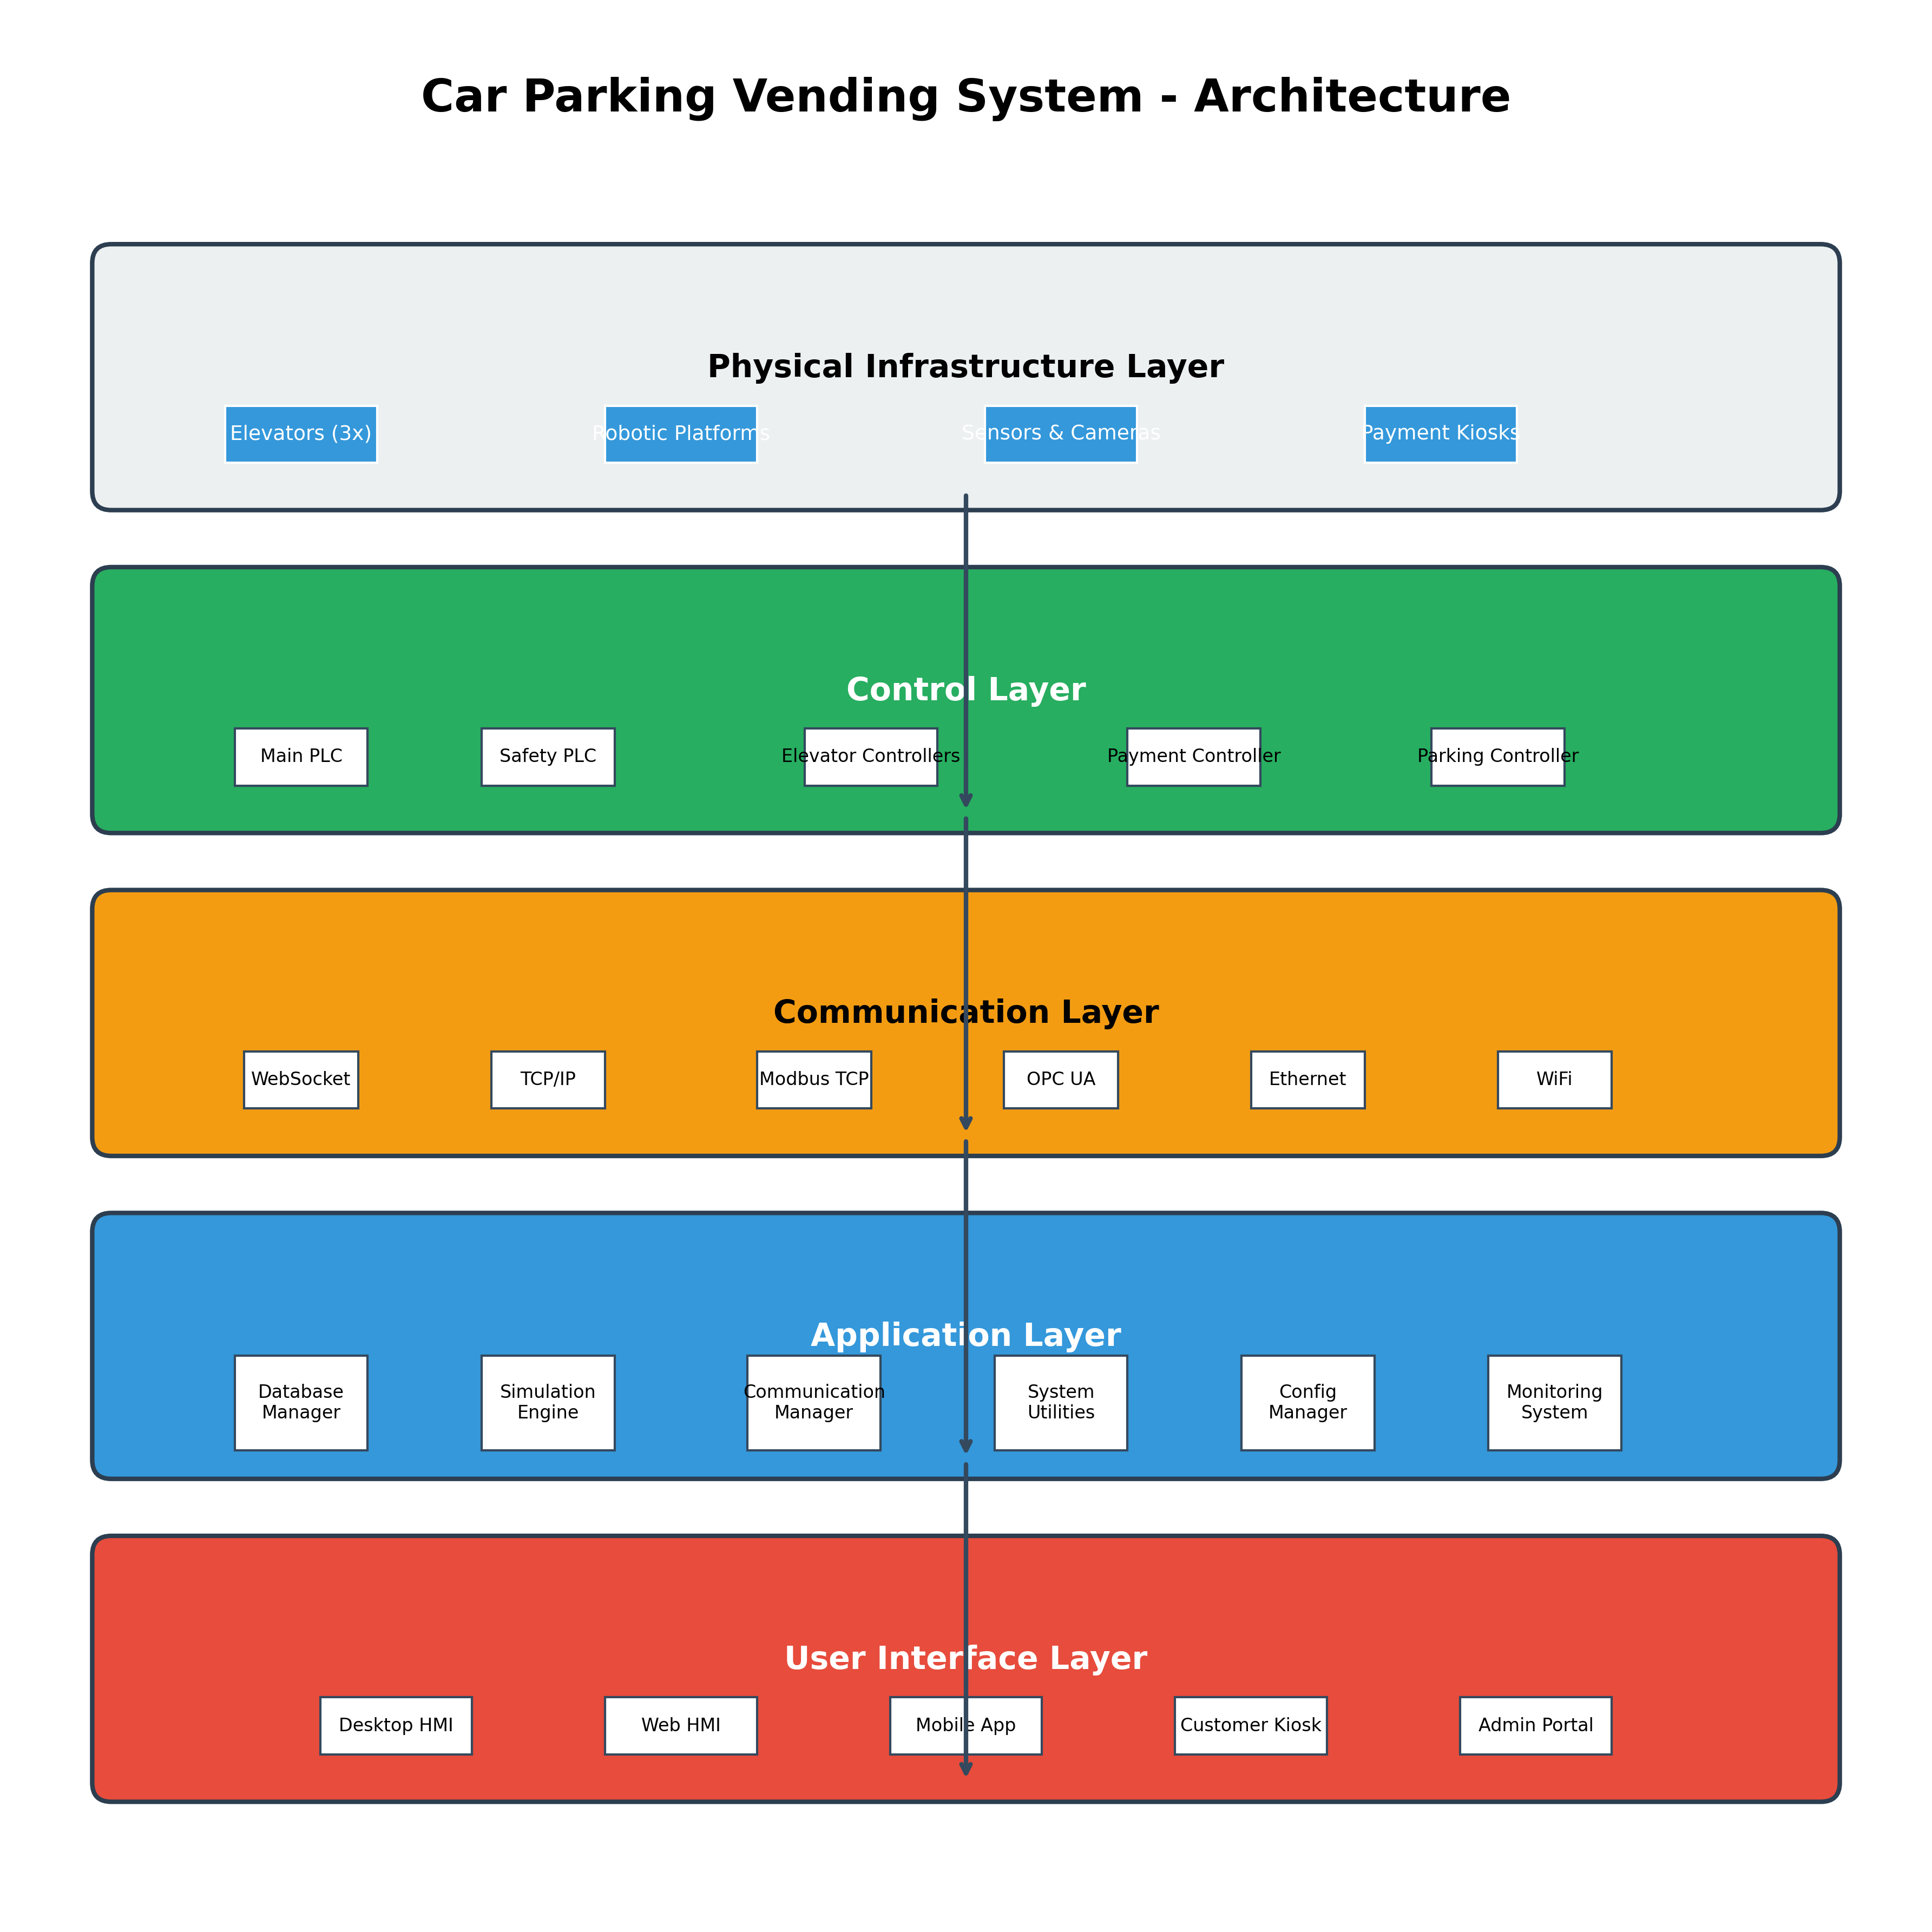 Car Parking Vending System - Architecture
Physical Infrastructure Layer
Elevators (3x)
Robotic Platforms
Sensors & Cameras
Payment Kiosks
Control Layer
Main PLC
Safety PLC
Elevator Controllers
Payment Controller
Parking Controller
Communication Layer
WebSocket
TCP/IP
Modbus TCP
OPC UA
Ethernet
WiFi
Application Layer
Database
Manager
Simulation
Engine
Communication
Manager
System
Utilities
Config
Manager
Monitoring
System
User Interface Layer
Desktop HMI
Web HMI
Mobile App
Customer Kiosk
Admin Portal